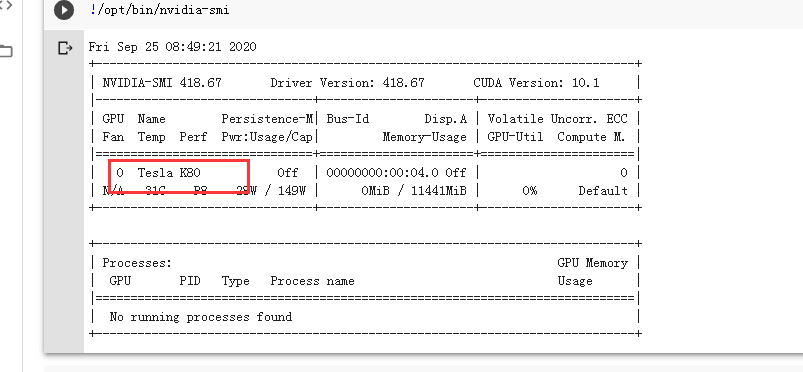 !/opt/bin/nvidia-smi
Fri Sep 25 08:49:21 2020
+-----------------------------------------------------------------------------+
| NVIDIA-SMI 418.67       Driver Version: 418.67       CUDA Version: 10.1     |
|-------------------------------+----------------------+----------------------+
| GPU  Name        Persistence-M| Bus-Id        Disp.A | Volatile Uncorr. ECC |
| Fan  Temp  Perf  Pwr:Usage/Cap|         Memory-Usage | GPU-Util  Compute M. |
|===============================+======================+======================|
|   0  Tesla K80           Off  | 00000000:00:04.0 Off |                    0 |
| N/A   31C    P8    28W / 149W |      0MiB / 11441MiB |      0%      Default |
+-------------------------------+----------------------+----------------------+
+-----------------------------------------------------------------------------+
| Processes:                                                       GPU Memory |
|  GPU       PID   Type   Process name                             Usage      |
|=============================================================================|
|  No running processes found                                                 |
+-----------------------------------------------------------------------------+